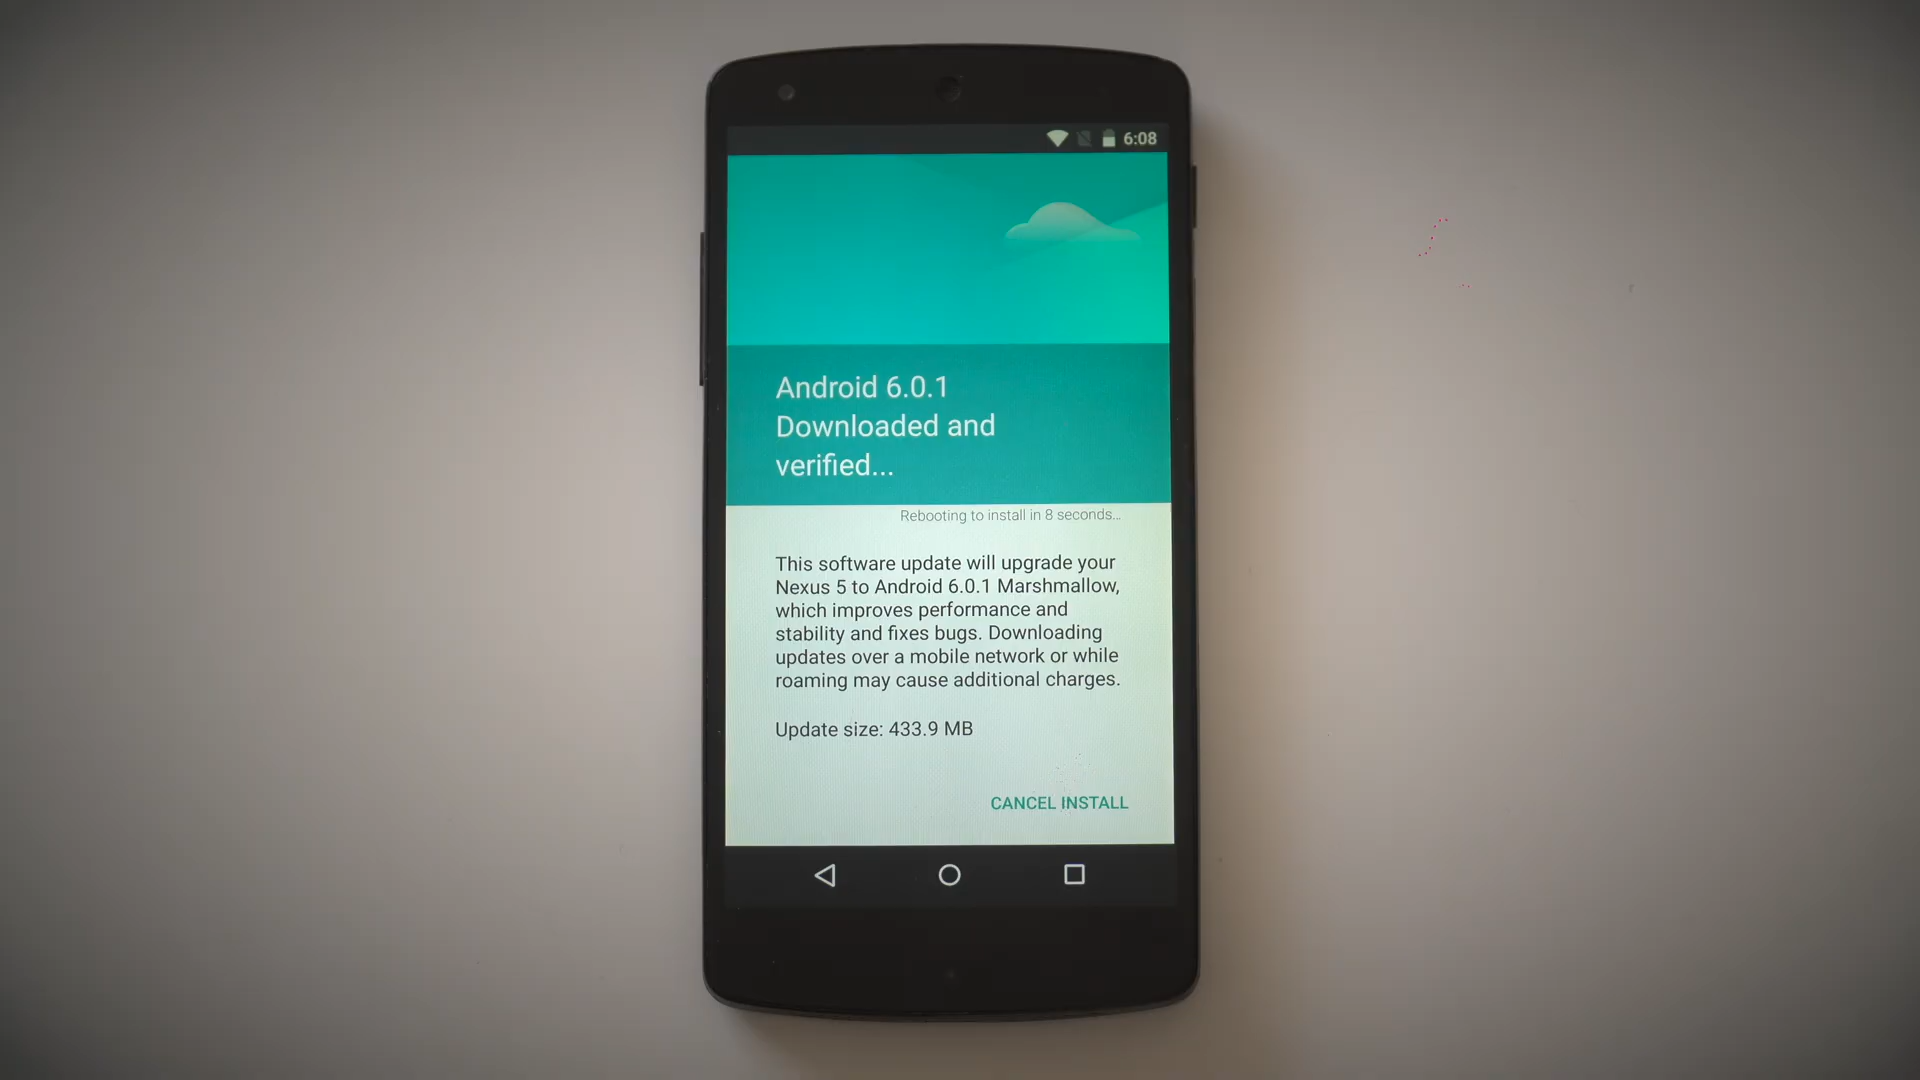 6:08
Android 6.0.1
Downloaded and
verified...
Rebooting to install in 8 seconds...
This software update will upgrade your
Nexus 5 to Android 6.0.1 Marshmallow,
which improves performance and
stability and fixes bugs. Downloading
updates over a mobile network or while
roaming may cause additional charges.
Update size: 433.9 MB
CANCEL INSTALL